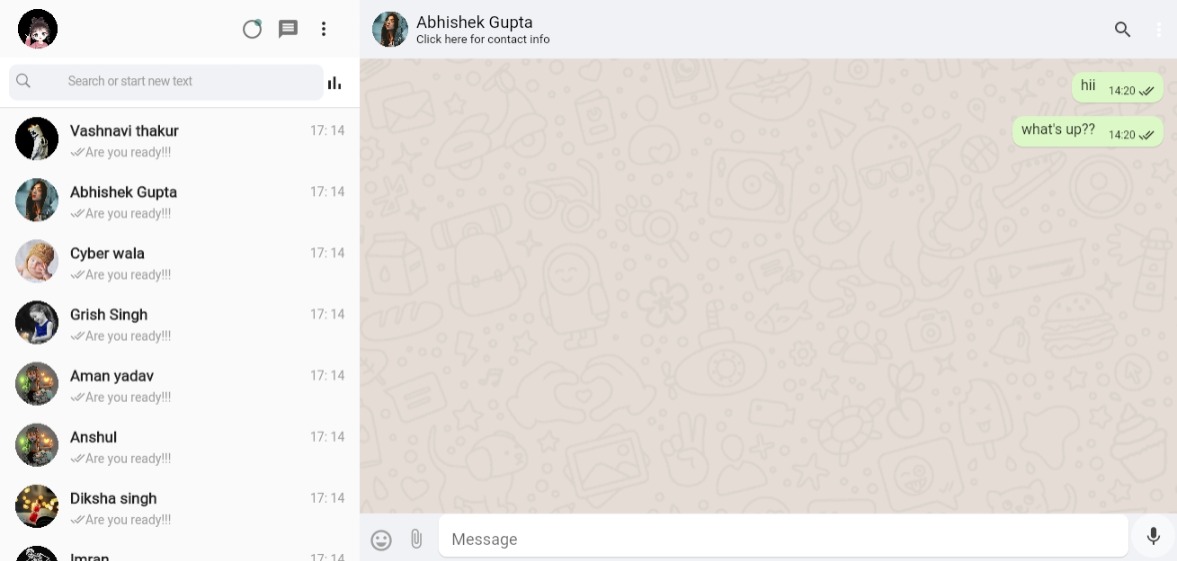 Search or start new text
Vashnavi thakur 17: 14
Are you ready!!!
Abhishek Gupta 17: 14
Are you ready!!!
Cyber wala 17: 14
Are you ready!!!
Grish Singh 17: 14
Are you ready!!!
Aman yadav 17: 14
Are you ready!!!
Anshul 17: 14
Are you ready!!!
Diksha singh 17: 14
Are you ready!!!
Imran 17: 14
Abhishek Gupta
Click here for contact info
hii 14:20
what's up?? 14:20
Message